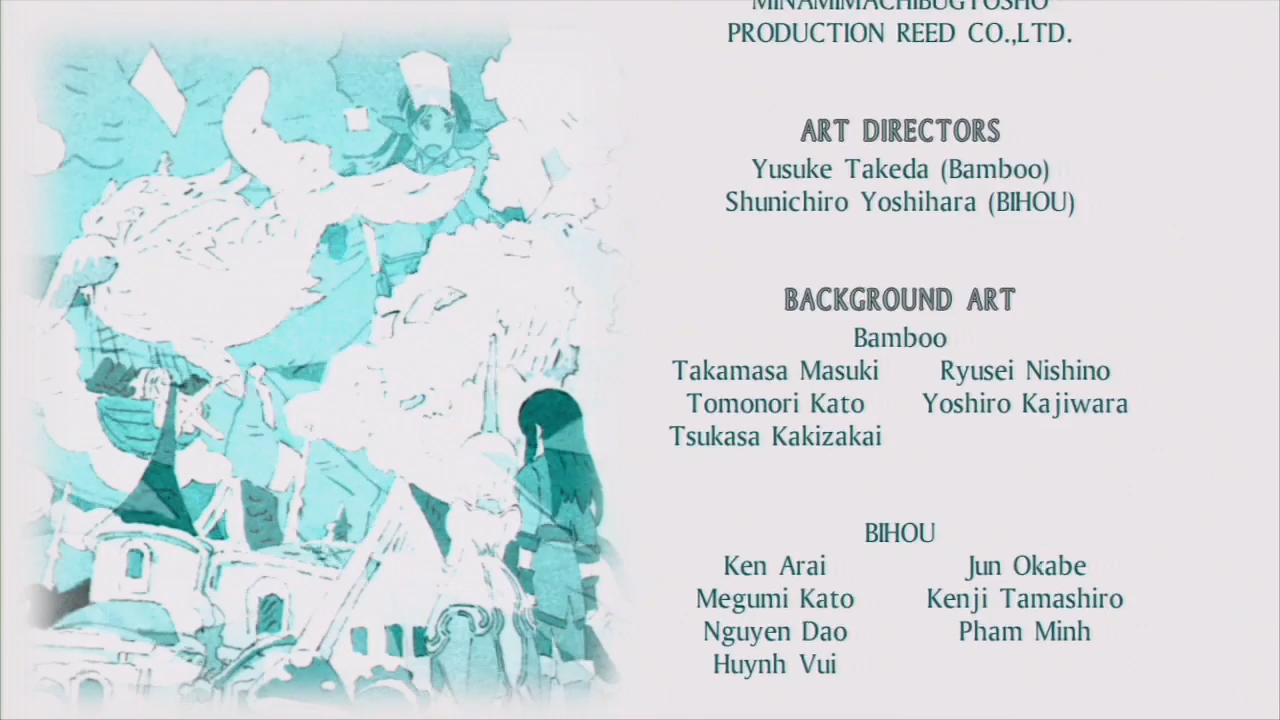 MINAMIMACHIBUGYOSHO
PRODUCTION REED CO.,LTD.
ART DIRECTORS
Yusuke Takeda (Bamboo)
Shunichiro Yoshihara (BIHOU)
BACKGROUND ART
Bamboo
Takamasa Masuki Ryusei Nishino
Tomonori Kato Yoshiro Kajiwara
Tsukasa Kakizakai
BIHOU
Ken Arai Jun Okabe
Megumi Kato Kenji Tamashiro
Nguyen Dao Pham Minh
Huynh Vui